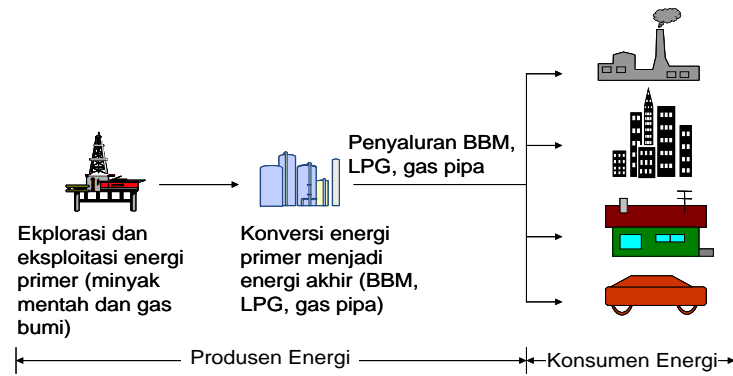 Penyaluran BBM,
LPG, gas pipa
Ekplorasi dan
eksploitasi energi
primer (minyak
mentah dan gas
bumi)
Konversi energi
primer menjadi
energi akhir (BBM,
LPG, gas pipa)
Produsen Energi
Konsumen Energi